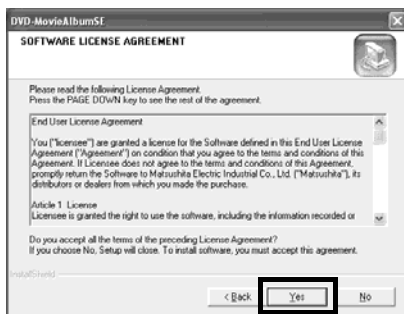 DVD-MovieAlbumSE
SOFTWARE LICENSE AGREEMENT
Please read the following License Agreement.
Press the PAGE DOWN key to see the rest of the agreement.
End User License Agreement
You ("licensee") are granted a license for the Software defined in this End User License
Agreement ("Agreement") on condition that you agree to the terms and conditions of this
Agreement. If Licensee does not agree to the terms and conditions of this Agreement,
promptly return the Software to Matsushita Electric Industrial Co., Ltd. ("Matsushita"), its
distributors or dealers from which you made the purchase.
Article 1 License
Licensee is granted the right to use the software, including the information recorded or
Do you accept all the terms of the preceding License Agreement?
If you choose No, Setup will close. To install software, you must accept this agreement.
InstallShield
< Back Yes No